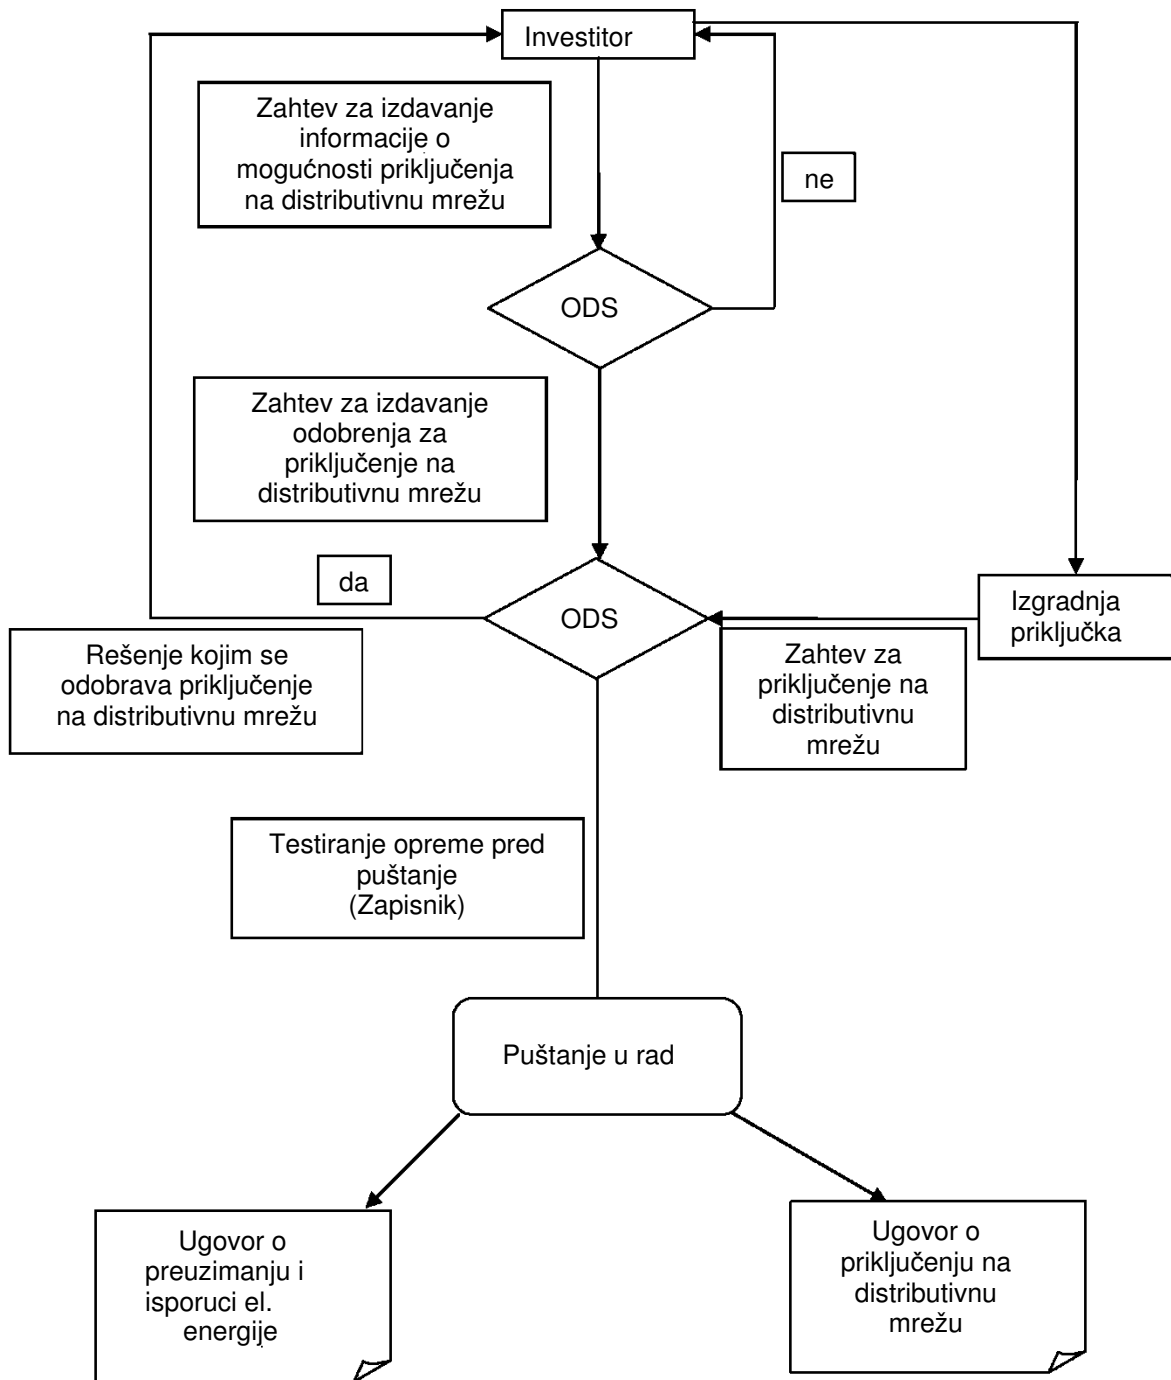 Investitor
Zahtev za izdavanje
informacije o
mogućnosti priključenja
na distributivnu mrežu
ne
ODS
Zahtev za izdavanje
odobrenja za
priključenje na
distributivnu mrežu
da
ODS
Izgradnja
priključka
Rešenje kojim se
odobrava priključenje
na distributivnu mrežu
Zahtev za
priključenje na
distributivnu
mrežu
Testiranje opreme pred
puštanje
(Zapisnik)
Puštanje u rad
Ugovor o
preuzimanju i
isporuci el.
energije
Ugovor o
priključenju na
distributivnu
mrežu